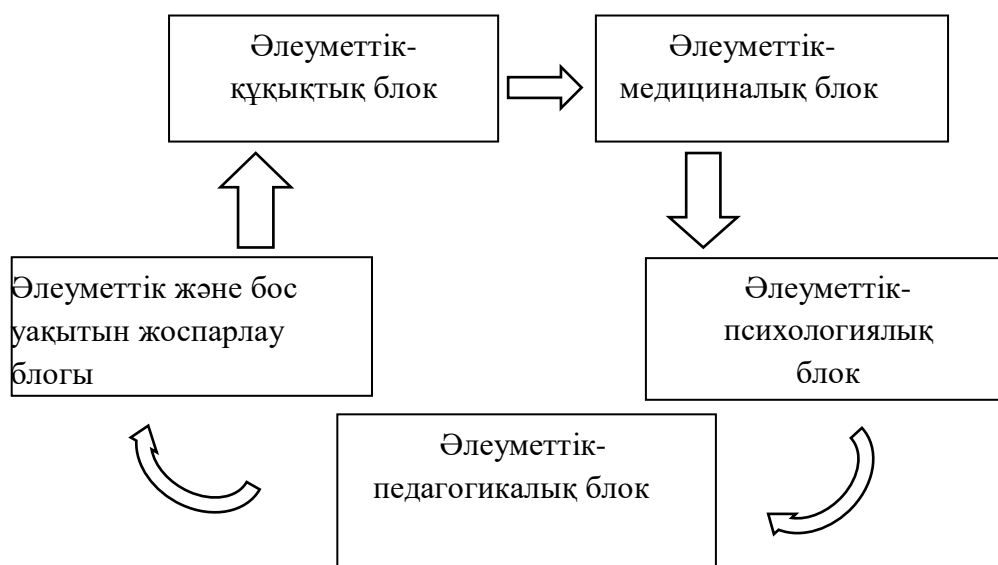 Әлеуметтік-
құқықтық блок
Әлеуметтік-
медициналық блок
Әлеуметтік және бос
уақытын жоспарлау
блогы
Әлеуметтік-
психологиялық
блок
Әлеуметтік-
педагогикалық блок